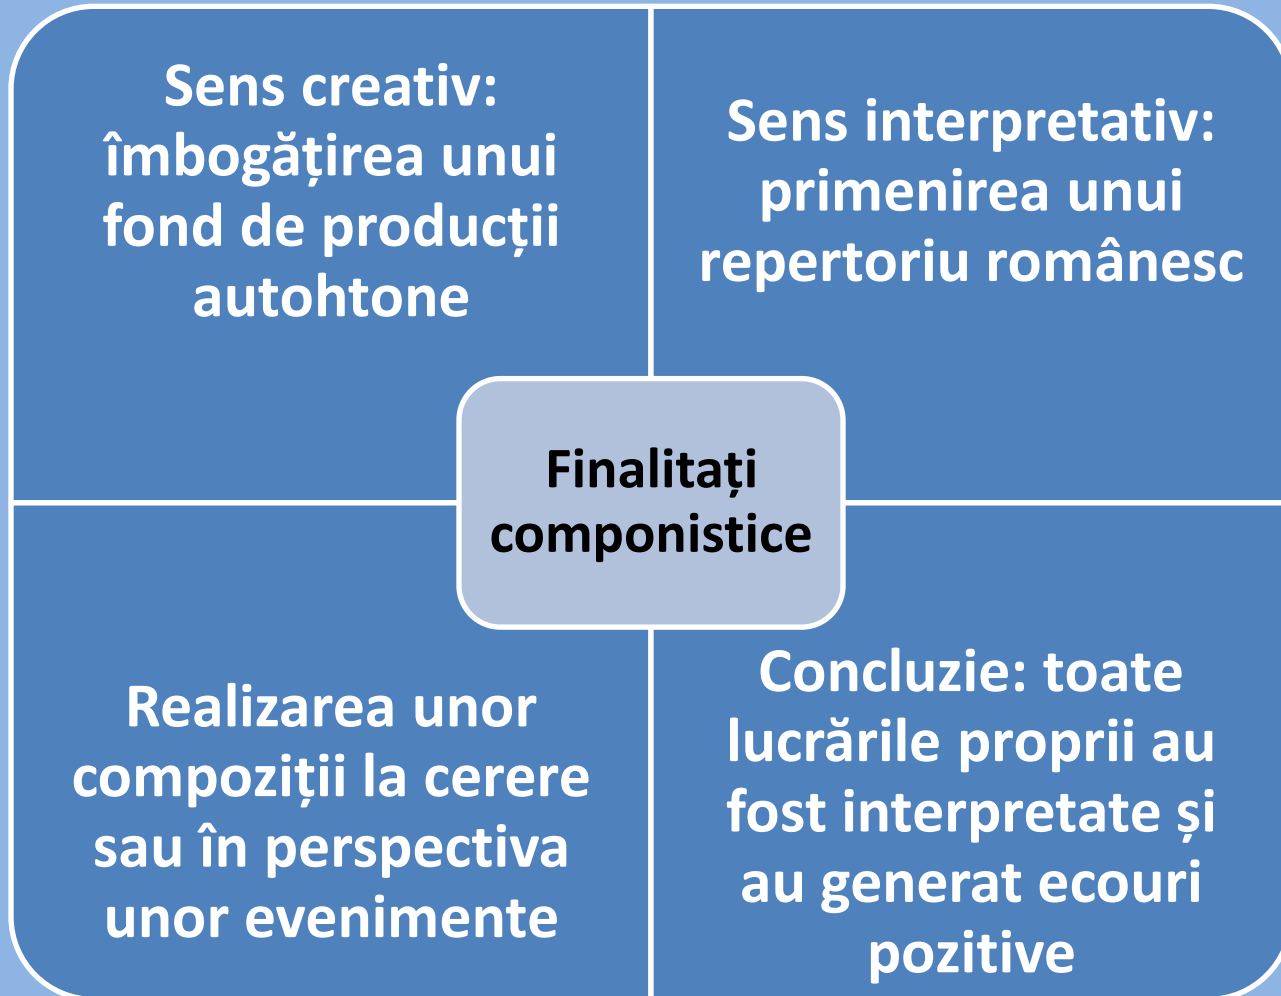 Sens creativ:
îmbogățirea unui
fond de producții
autohtone
Sens interpretativ:
primenirea unui
repertoriu românesc
Finalitați
componistice
Realizarea unor
compoziții la cerere
sau în perspectiva
unor evenimente
Concluzie: toate
lucrările proprii au
fost interpretate și
au generat ecouri
pozitive